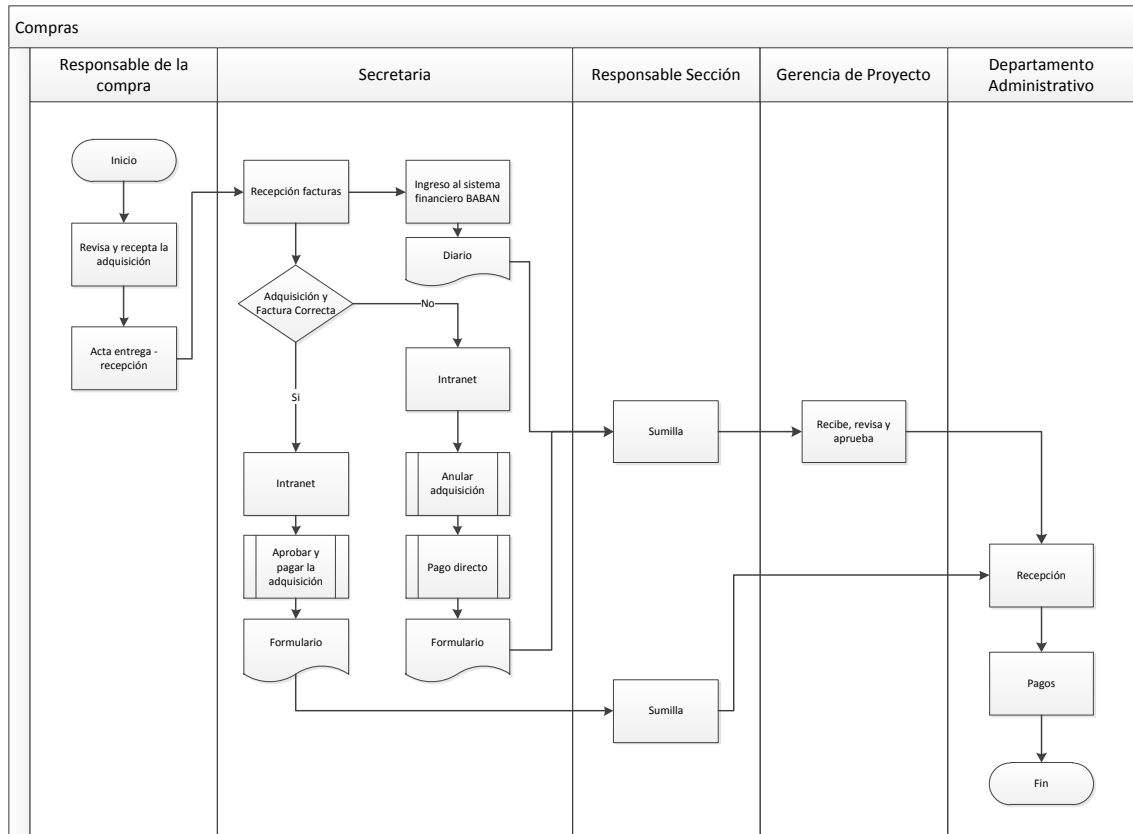 Compras
Responsable de la
compra
Secretaria
Responsable Sección
Gerencia de Proyecto
Departamento
Administrativo
Inicio
Revisa y recepta la
adquisición
Acta entrega -
recepción
Recepción facturas
Ingreso al sistema
financiero BABAN
Diario
Adquisición y
Factura Correcta
No
Si
Intranet
Intranet
Anular
adquisición
Aprobar y
pagar la
adquisición
Pago directo
Formulario
Formulario
Sumilla
Sumilla
Recibe, revisa y
aprueba
Recepción
Pagos
Fin